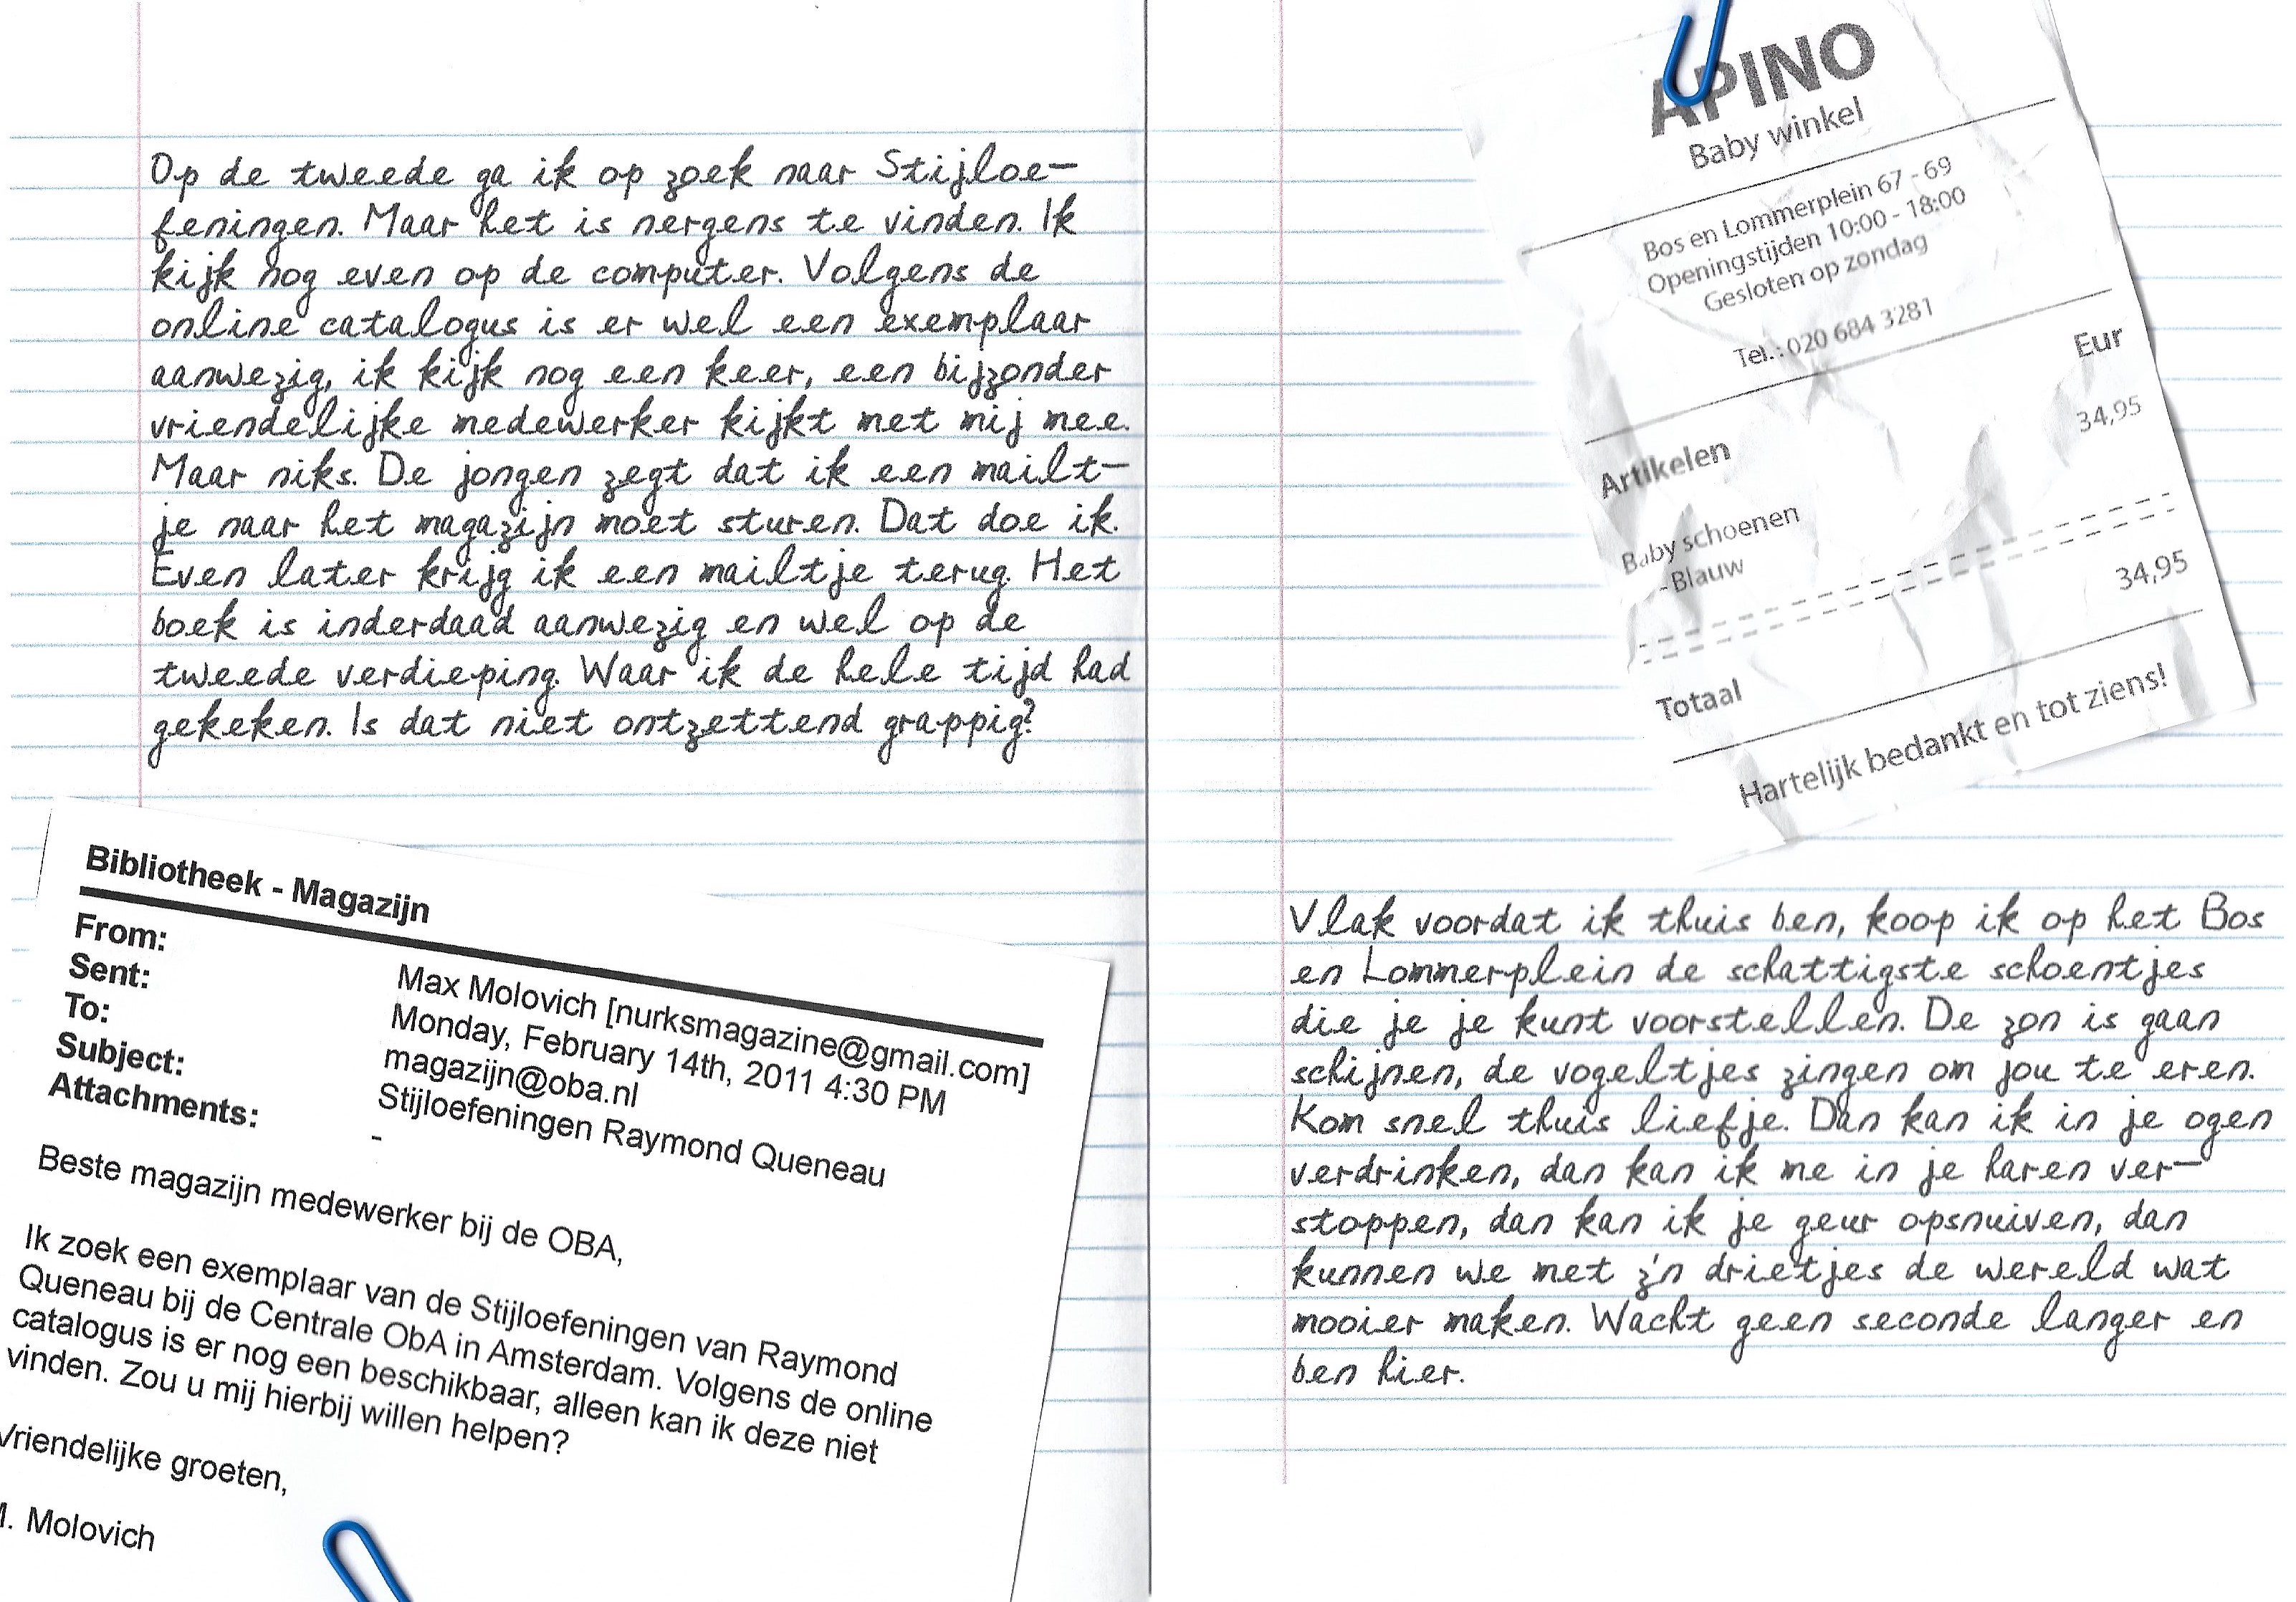 Op de tweede ga ik op zoek naar Stijloe-
feningen. Maar het is nergens te vinden. Ik
kijk nog even op de computer. Volgens de
online catalogus is er wel een exemplaar
aanwezig, ik kijk nog een keer, een bijzonder
vriendelijke medewerker kijkt met mij mee.
Maar niks. De jongen zegt dat ik een mailt-
je naar het magazijn moet sturen. Dat doe ik.
Even later krijg ik een mailtje terug. Het
boek is inderdaad aanwezig en wel op de
tweede verdieping. Waar ik de hele tijd had
gekeken. Is dat niet ontzettend grappig?
Bibliotheek - Magazijn
From: Max Molovich [nurksmagazine@gmail.com]
Sent: Monday, February 14th, 2011 4:30 PM
To: magazijn@oba.nl
Subject: Stijloefeningen Raymond Queneau
Attachments: -
Beste magazijn medewerker bij de OBA,
Ik zoek een exemplaar van de Stijloefeningen van Raymond
Queneau bij de Centrale ObA in Amsterdam. Volgens de online
catalogus is er nog een beschikbaar, alleen kan ik deze niet
vinden. Zou u mij hierbij willen helpen?
Vriendelijke groeten,
M. Molovich
APINO
Baby winkel
Bos en Lommerplein 67 - 69
Openingstijden 10:00 - 18:00
Gesloten op zondag
Tel.: 020 684 3281
Eur
Artikelen 34,95
Baby schoenen
- Blauw
34,95
Totaal
Hartelijk bedankt en tot ziens!
Vlak voordat ik thuis ben, koop ik op het Bos
en Lommerplein de schattigste schoentjes
die je je kunt voorstellen. De zon is gaan
schijnen, de vogeltjes zingen om jou te eren.
Kom snel thuis liefje. Dan kan ik in je ogen
verdrinken, dan kan ik me in je haren ver-
stoppen, dan kan ik je geur opsnuiven, dan
kunnen we met z'n drietjes de wereld wat
mooier maken. Wacht geen seconde langer en
ben hier.